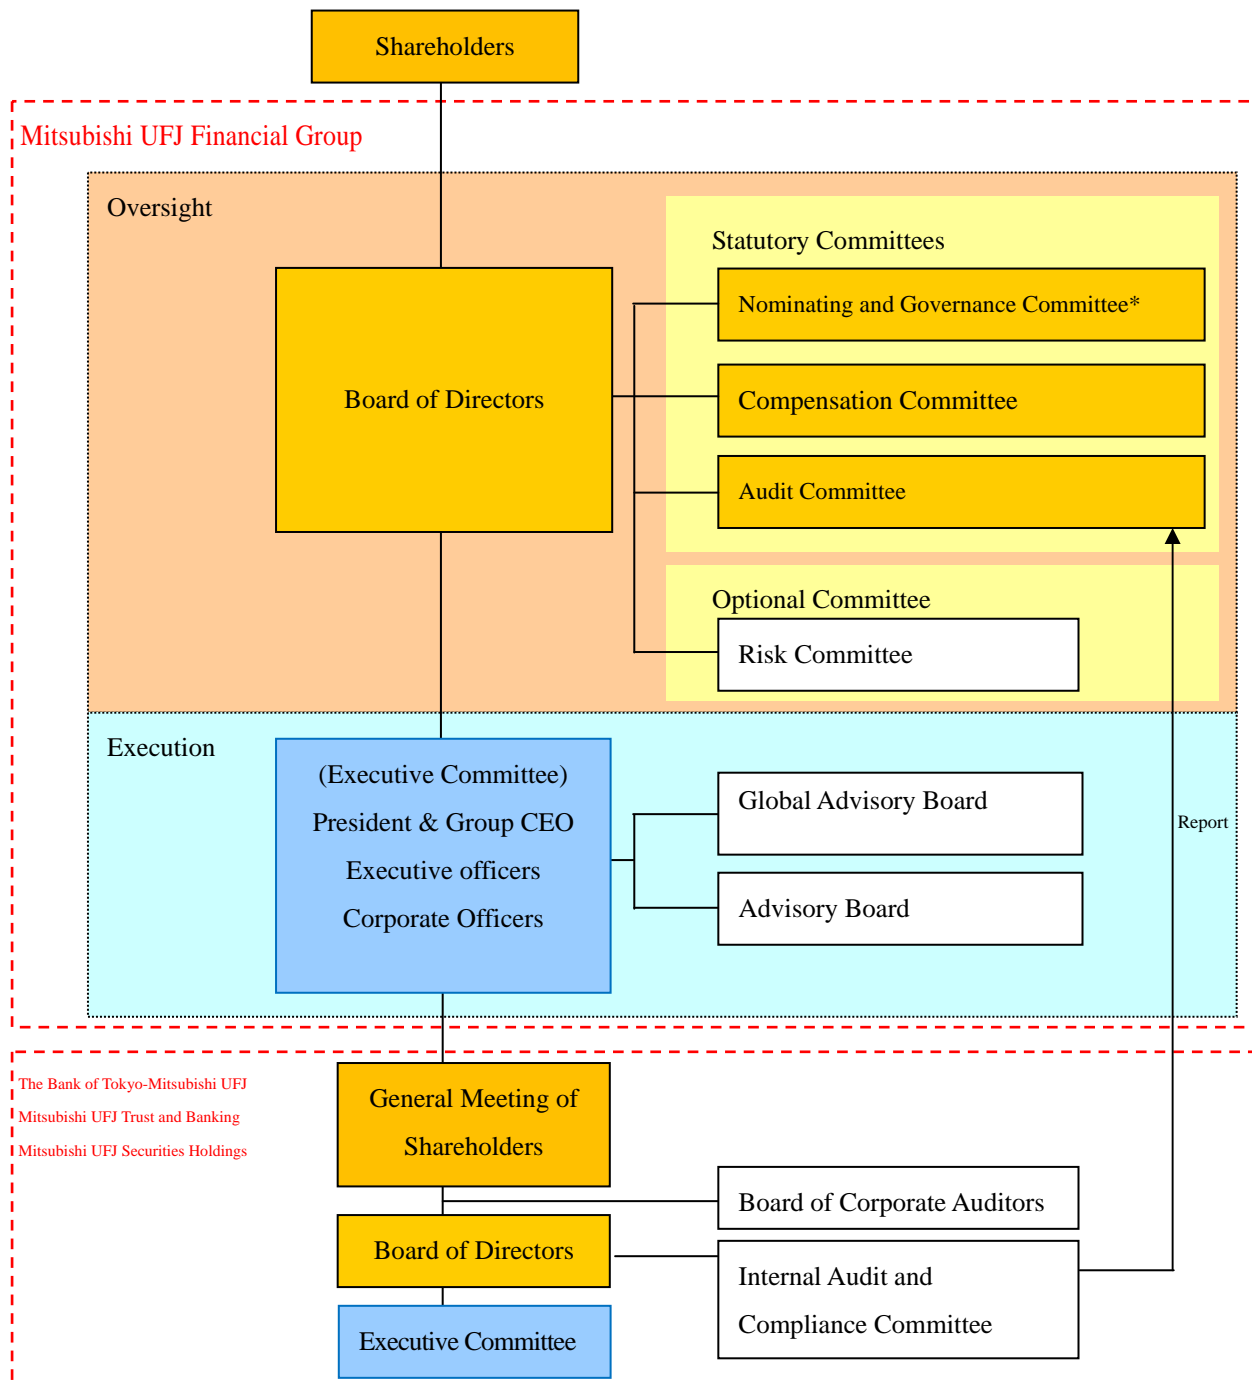 Shareholders
Mitsubishi UFJ Financial Group
Oversight
Statutory Committees
Nominating and Governance Committee*
Board of Directors
Compensation Committee
Audit Committee
Optional Committee
Risk Committee
Execution
(Executive Committee)
President & Group CEO
Executive officers
Corporate Officers
Global Advisory Board
Advisory Board
Report
The Bank of Tokyo-Mitsubishi UFJ
Mitsubishi UFJ Trust and Banking
Mitsubishi UFJ Securities Holdings
General Meeting of
Shareholders
Board of Corporate Auditors
Board of Directors
Internal Audit and
Compliance Committee
Executive Committee